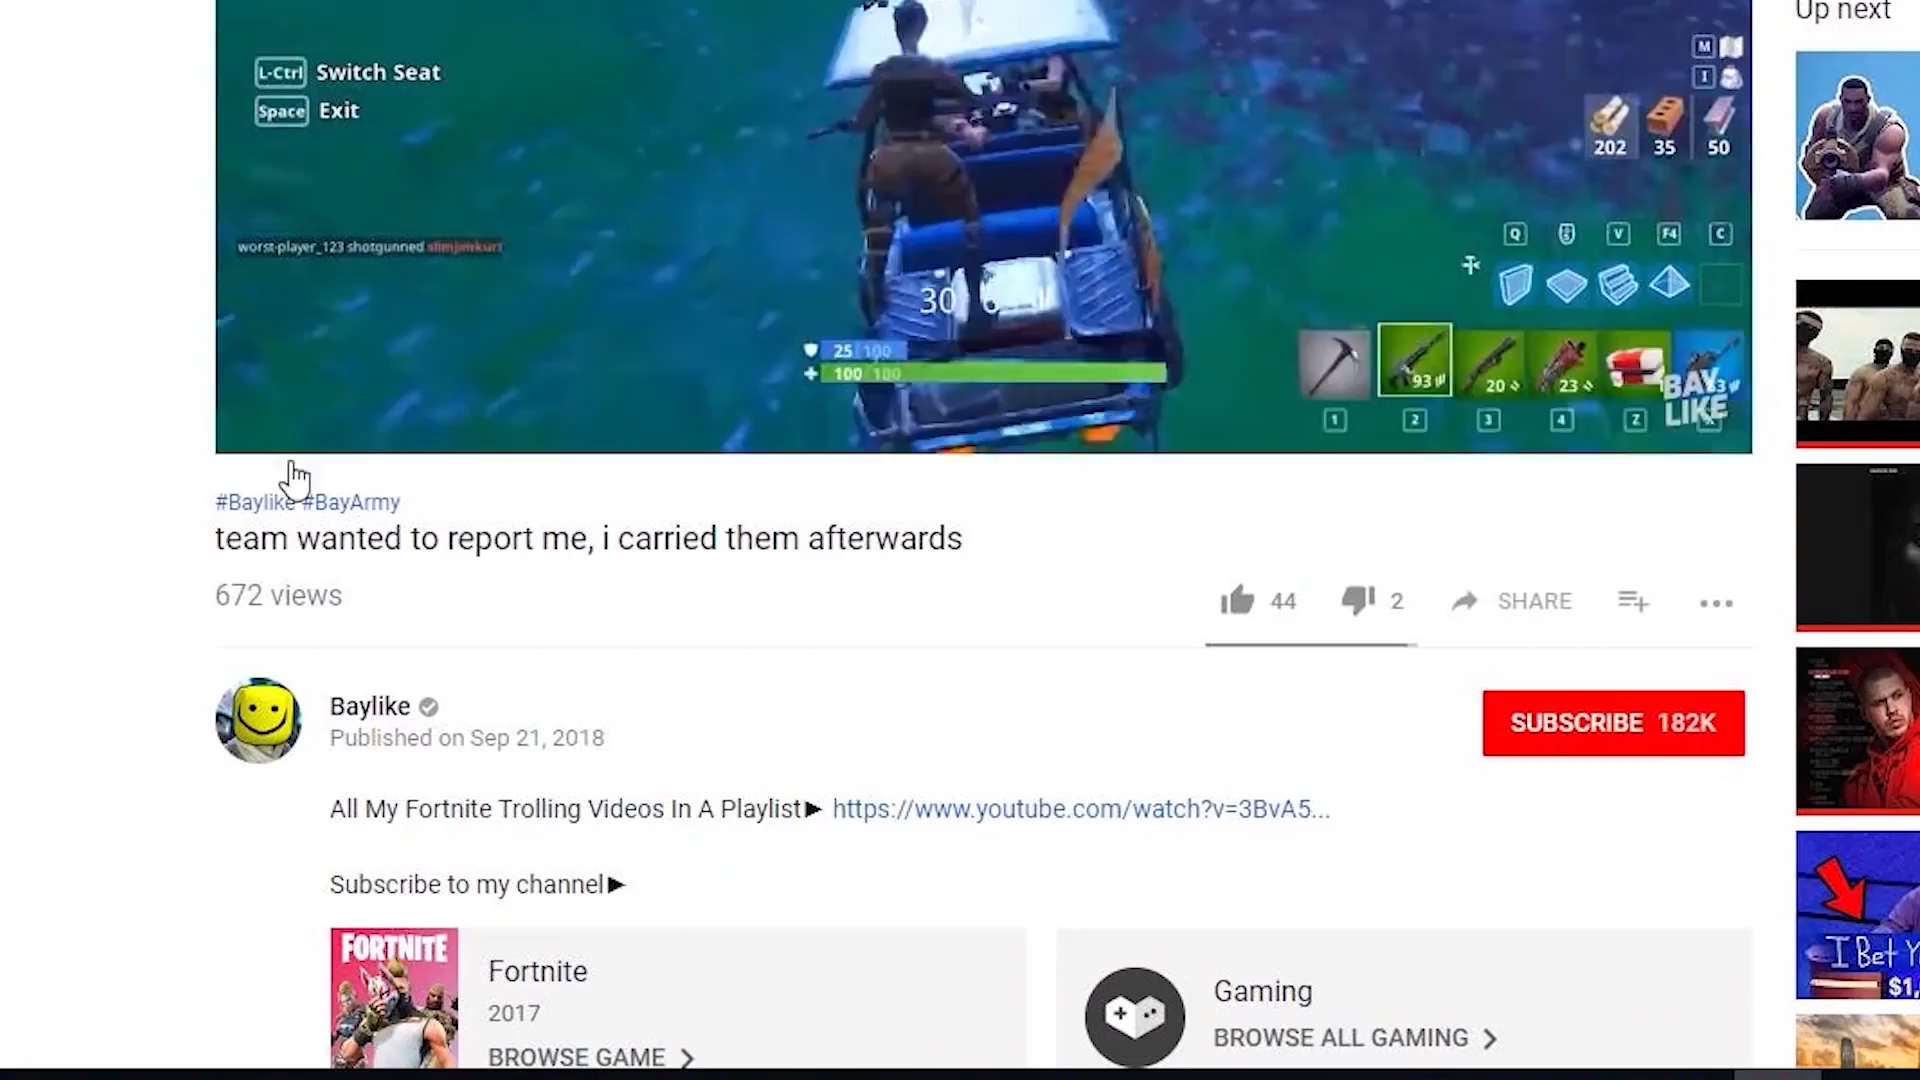 Up next
L-Ctrl Switch Seat
Space Exit
M
I
202 35 50
worst-player_123 shotgunned slimjimkurt
Q V F4 C
30
25 | 100
100 | 100
93 20 23
BAY
LIKE
1 2 3 4 Z
#Baylike #BayArmy
team wanted to report me, i carried them afterwards
672 views
44 2 SHARE
Baylike
Published on Sep 21, 2018
SUBSCRIBE 182K
All My Fortnite Trolling Videos In A Playlist► https://www.youtube.com/watch?v=3BvA5...
Subscribe to my channel►
FORTNITE
Fortnite
2017
BROWSE GAME
Gaming
BROWSE ALL GAMING
I Bet Y
$1,